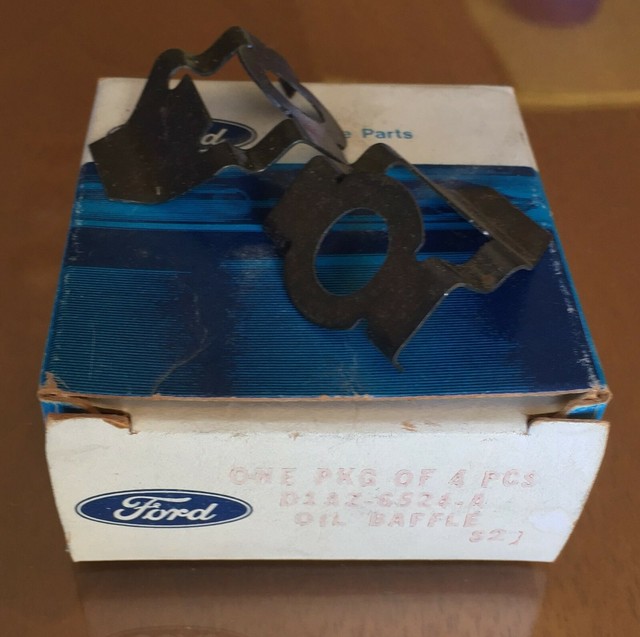 d
e Parts
ONE PKG OF 4 PCS
D1AZ-6524-A
OIL BAFFLE
Ford